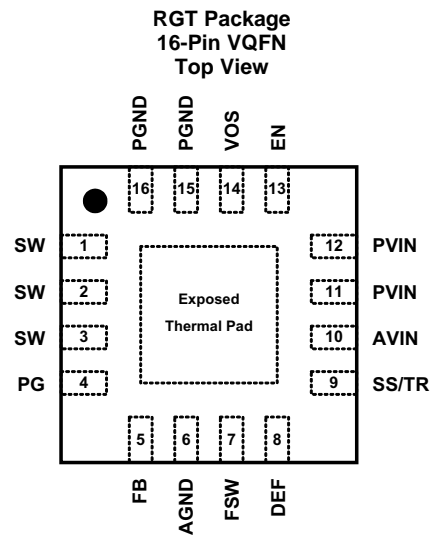 RGT Package
16-Pin VQFN
Top View
PGND
PGND
VOS
EN
16
15
14
13
SW
1
12
PVIN
SW
2
11
PVIN
Exposed
Thermal Pad
SW
3
10
AVIN
PG
4
9
SS/TR
5
6
7
8
FB
AGND
FSW
DEF